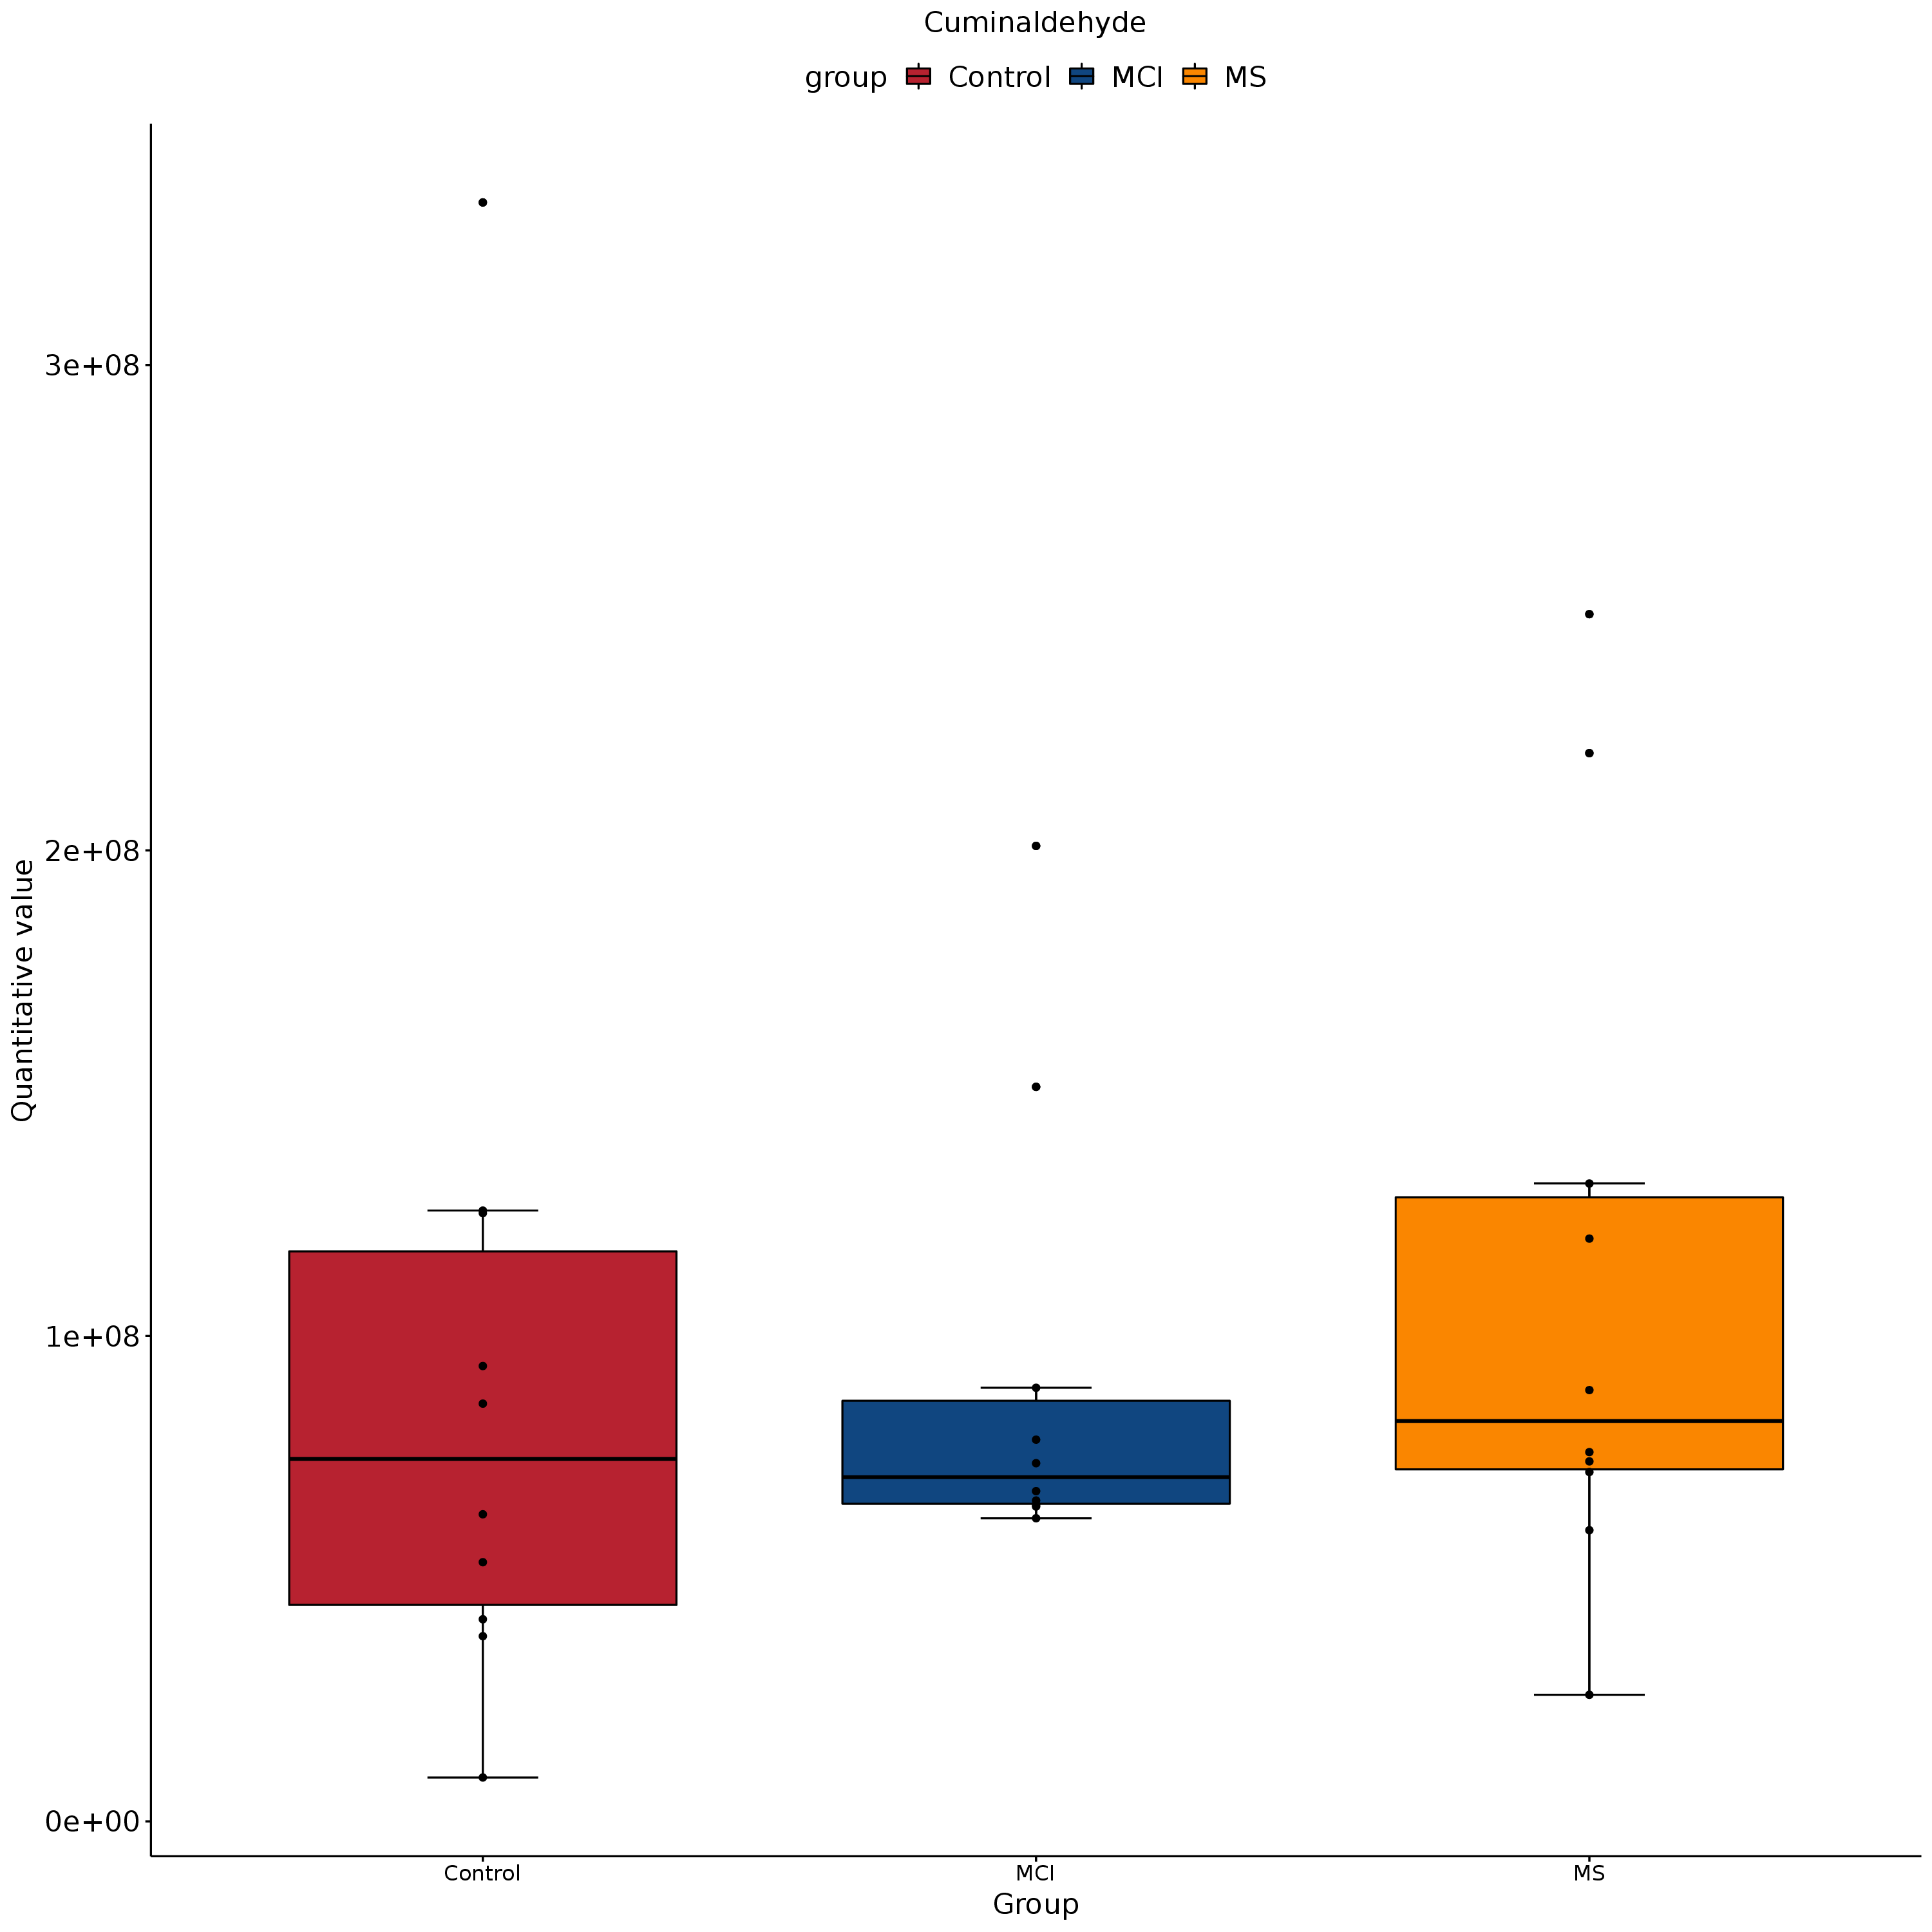 Cuminaldehyde
group Control MCI MS
3e+08
2e+08
1e+08
0e+00
Quantitative value
Control MCI MS
Group